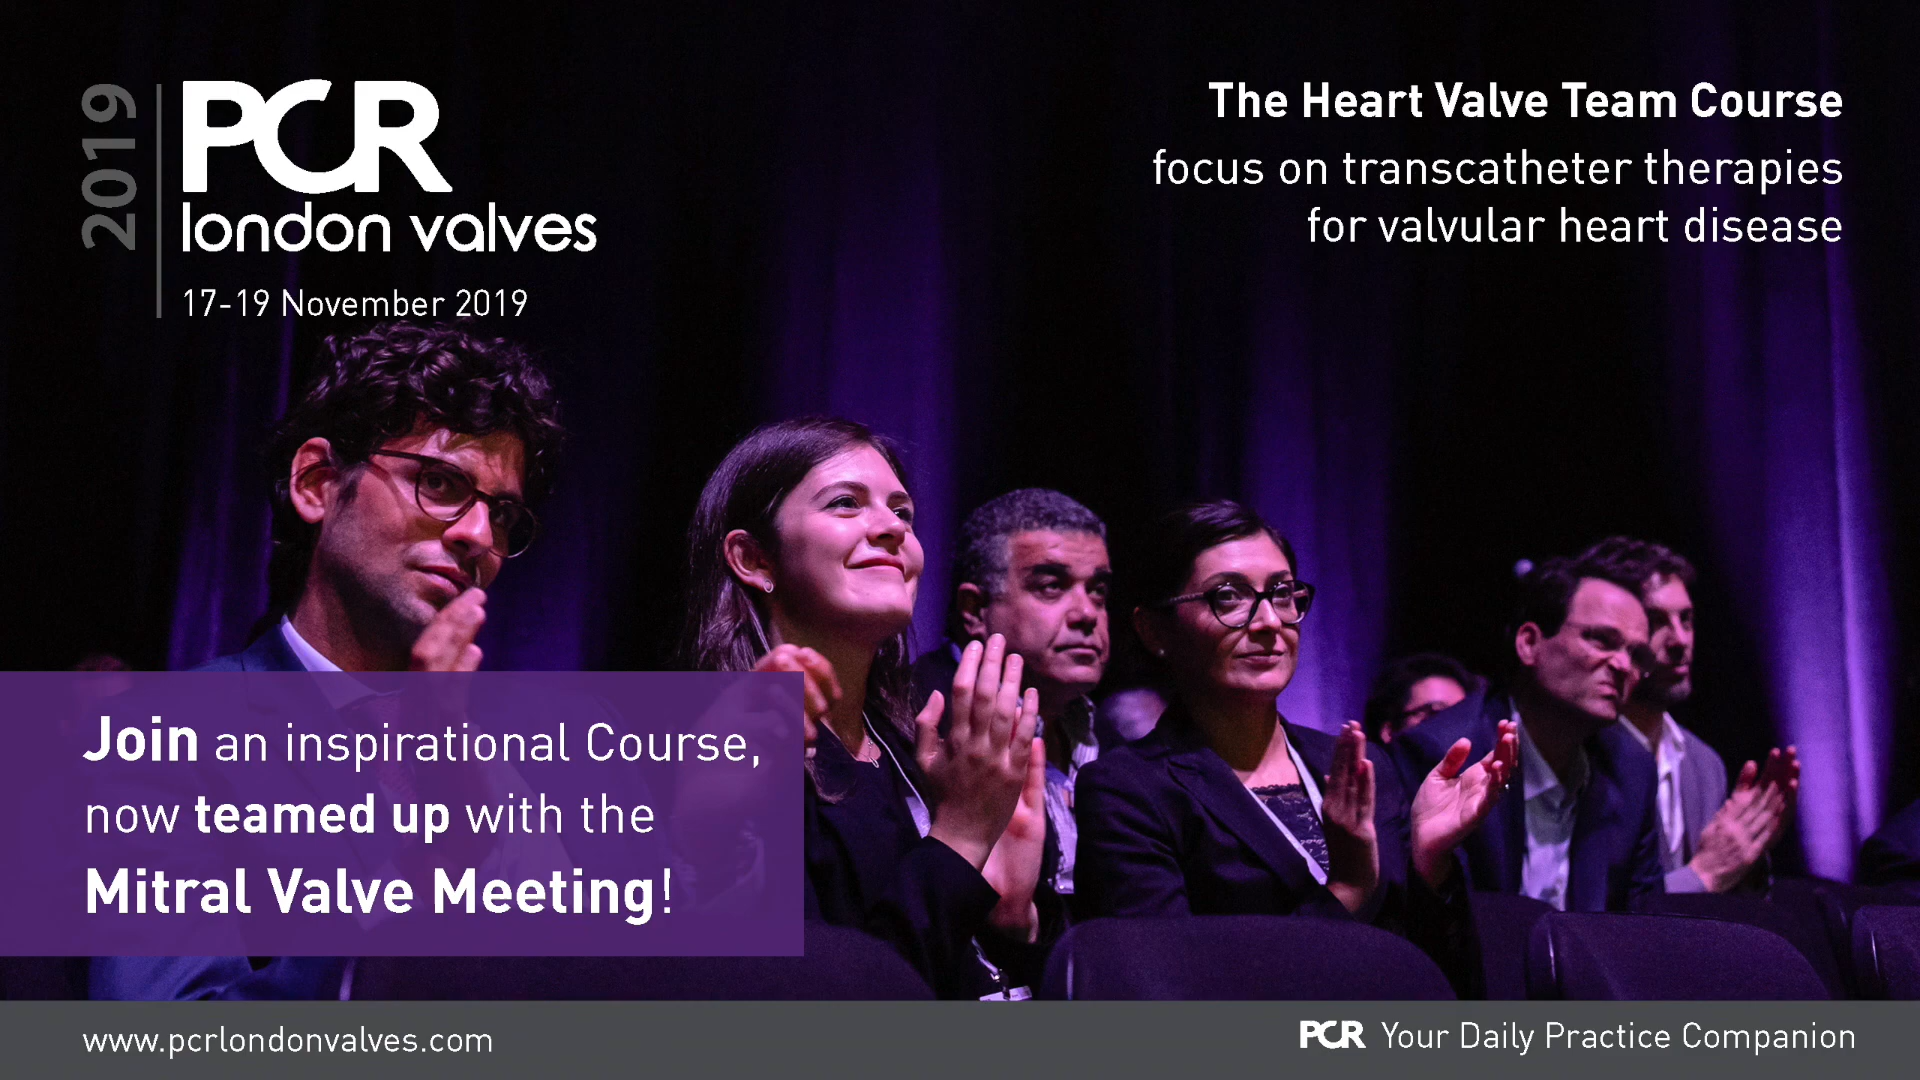 2019
PCR
london valves
17-19 November 2019
The Heart Valve Team Course
focus on transcatheter therapies
for valvular heart disease
Join an inspirational Course,
now teamed up with the
Mitral Valve Meeting!
www.pcrlondonvalves.com
PCR Your Daily Practice Companion